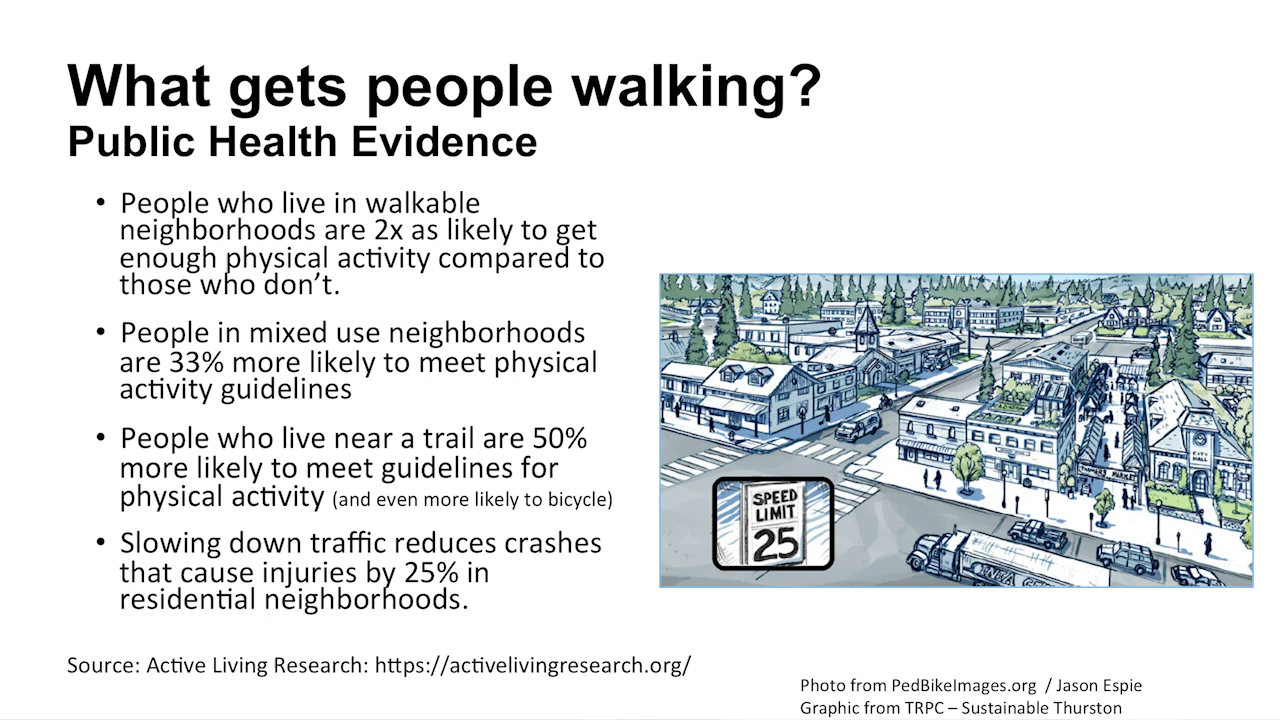 What gets people walking?
Public Health Evidence
• People who live in walkable
neighborhoods are 2x as likely to get
enough physical activity compared to
those who don’t.
• People in mixed use neighborhoods
are 33% more likely to meet physical
activity guidelines
• People who live near a trail are 50%
more likely to meet guidelines for
physical activity (and even more likely to bicycle)
• Slowing down traffic reduces crashes
that cause injuries by 25% in
residential neighborhoods.
CITY
HALL
FARMERS MARKET
SPEED
LIMIT
25
Source: Active Living Research: https://activelivingresearch.org/
Photo from PedBikeImages.org / Jason Espie
Graphic from TRPC – Sustainable Thurston